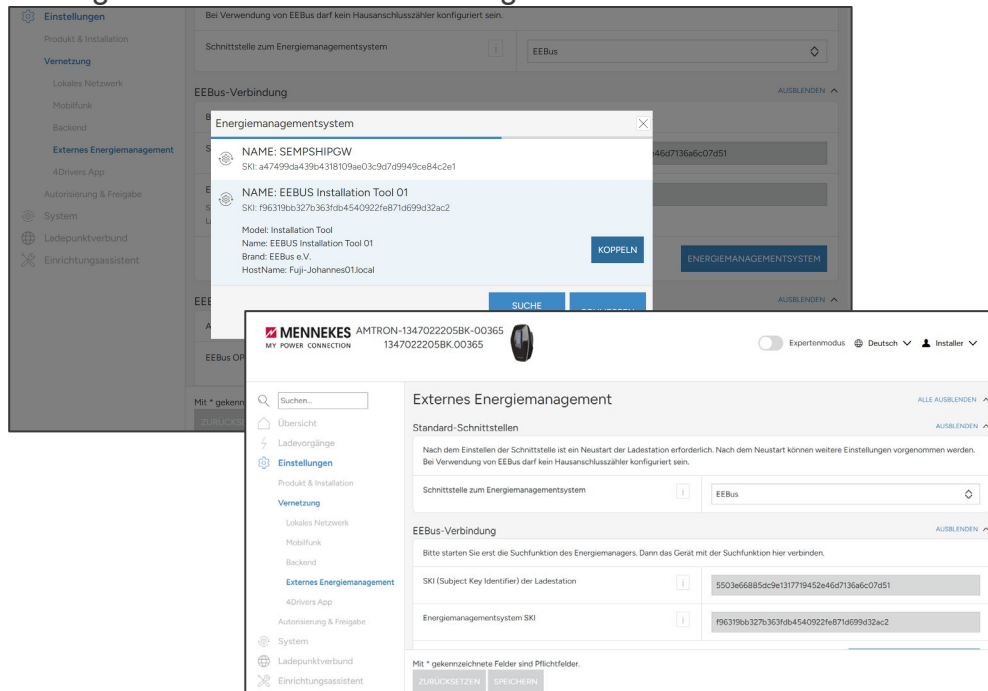 Einstellungen
Bei Verwendung von EEBus darf kein Hausanschlusszähler konfiguriert sein.
Produkt & Installation
Schnittstelle zum Energiemanagementsystem
i
EEBus
Vernetzung
Lokales Netzwerk
EEBus-Verbindung
AUSBLENDEN
Mobilfunk
Backend
Externes Energiemanagement
4Drivers App
Autorisierung & Freigabe
System
Ladepunktverbund
Einrichtungsassistent
e46d7136a6c07d51
ENERGIEMANAGEMENTSYSTEM
AUSBLENDEN
EEBus OP
Mit * gekenn
Energiemanagementsystem
NAME: SEMPSHIPGW
SKI: a47499da439b4318109ae03c9d7d9949ce84c2e1
NAME: EEBUS Installation Tool 01
SKI: f96319bb327b363fdb4540922fe871d699d32ac2
Model: Installation Tool
Name: EEBUS Installation Tool 01
Brand: EEBus e.V.
HostName: Fuji-Johannes01.local
KOPPELN
SUCHE
MENNEKES
MY POWER CONNECTION
AMTRON-1347022205BK-00365
1347022205BK.00365
Expertenmodus
Deutsch
Installer
Suchen...
Übersicht
Ladevorgänge
Einstellungen
Produkt & Installation
Vernetzung
Lokales Netzwerk
Mobilfunk
Backend
Externes Energiemanagement
4Drivers App
Autorisierung & Freigabe
System
Ladepunktverbund
Einrichtungsassistent
Externes Energiemanagement
ALLE AUSBLENDEN
Standard-Schnittstellen
AUSBLENDEN
Nach dem Einstellen der Schnittstelle ist ein Neustart der Ladestation erforderlich. Nach dem Neustart können weitere Einstellungen vorgenommen werden.
Bei Verwendung von EEBus darf kein Hausanschlusszähler konfiguriert sein.
Schnittstelle zum Energiemanagementsystem
i
EEBus
EEBus-Verbindung
AUSBLENDEN
Bitte starten Sie erst die Suchfunktion des Energiemanagers. Dann das Gerät mit der Suchfunktion hier verbinden.
SKI (Subject Key Identifier) der Ladestation
i
5503e66885dc9e1317719452e46d7136a6c07d51
Energiemanagementsystem SKI
i
f96319bb327b363fdb4540922fe871d699d32ac2
Mit * gekennzeichnete Felder sind Pflichtfelder.
ZURÜCKSETZEN
SPEICHERN